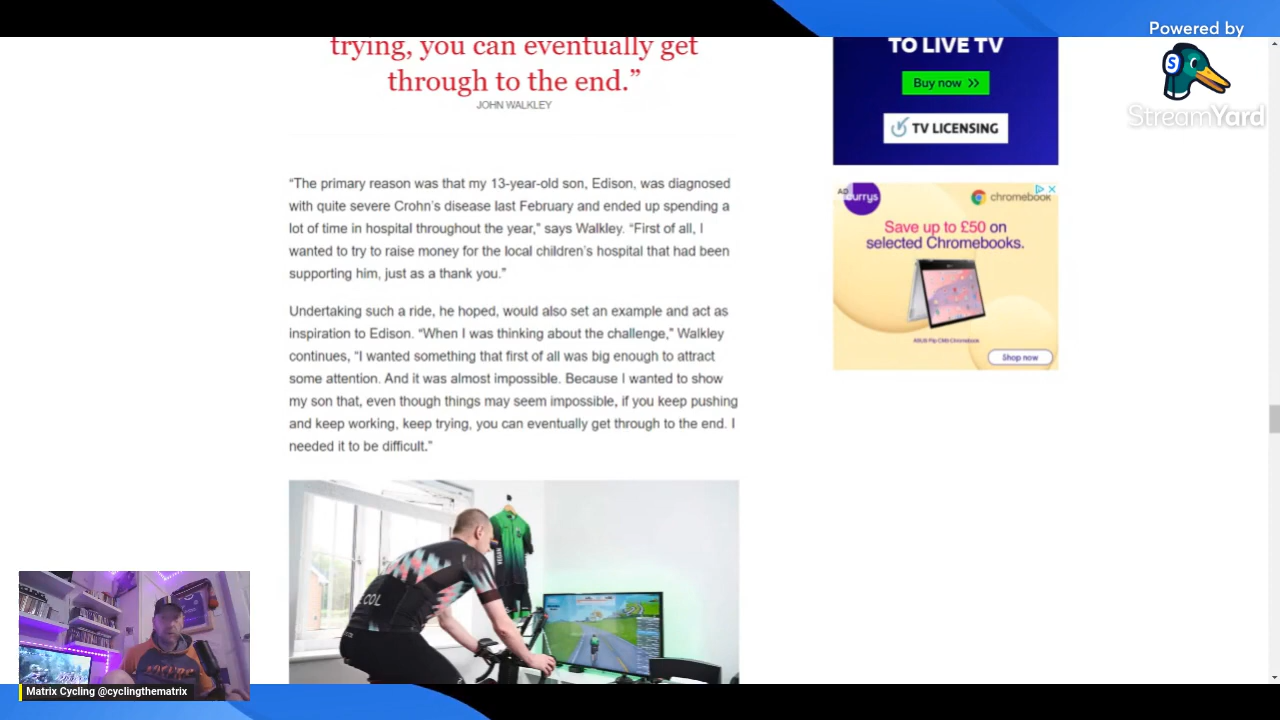 Powered by
StreamYard
trying, you can eventually get
through to the end.”
JOHN WALKLEY
“The primary reason was that my 13-year-old son, Edison, was diagnosed
with quite severe Crohn’s disease last February and ended up spending a
lot of time in hospital throughout the year,” says Walkley. “First of all, I
wanted to try to raise money for the local children’s hospital that had been
supporting him, just as a thank you.”
Undertaking such a ride, he hoped, would also set an example and act as
inspiration to Edison. “When I was thinking about the challenge,” Walkley
continues, “I wanted something that first of all was big enough to attract
some attention. And it was almost impossible. Because I wanted to show
my son that, even though things may seem impossible, if you keep pushing
and keep working, keep trying, you can eventually get through to the end. I
needed it to be difficult.”
TO LIVE TV
Buy now >>
TV LICENSING
AD
currys
chromebook
Save up to £50 on
selected Chromebooks.
ASUS Flip CM3 Chromebook
Shop now
VEGAN
COL
Matrix Cycling @cyclingthematrix